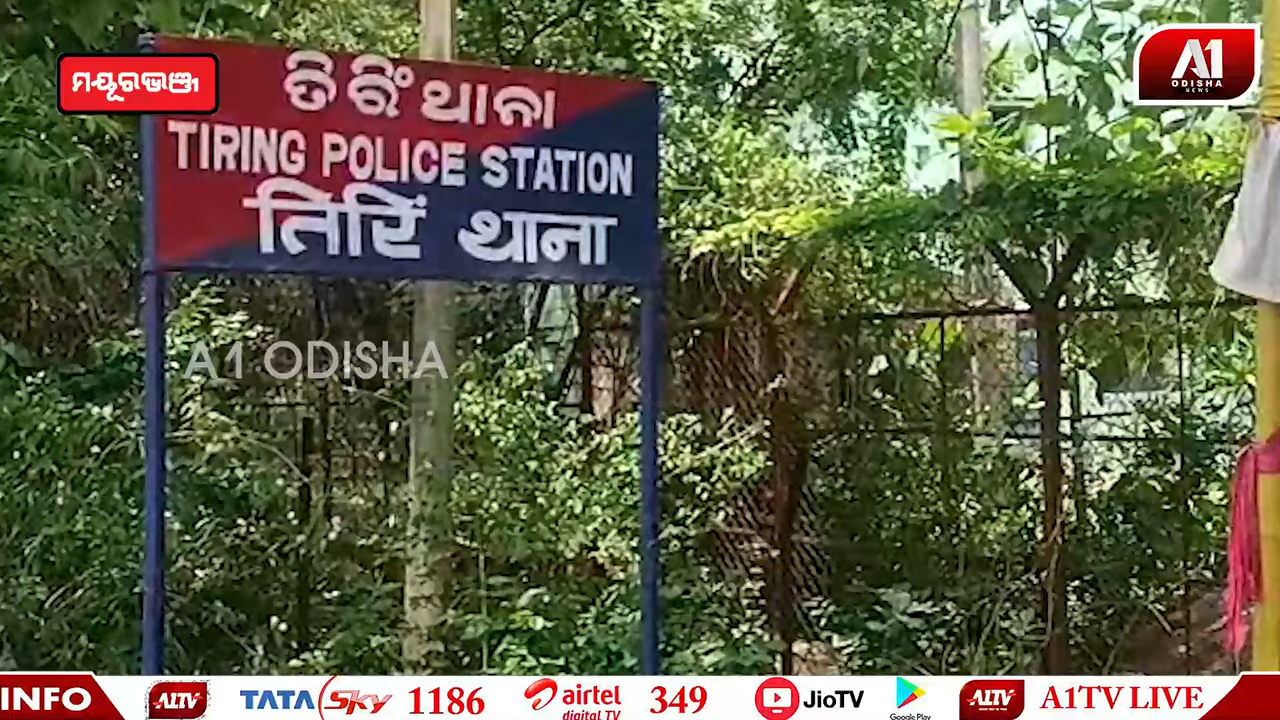 ମୟୂରଭଞ୍ଜ
ତିରିଂ ଥାନା
TIRING POLICE STATION
तिरिं थाना
A1
ODISHA
NEWS
A1 ODISHA
INFO
A1TV
TATA Sky 1186
airtel
digital TV
349
JioTV
Google Play
A1TV
A1TV LIVE